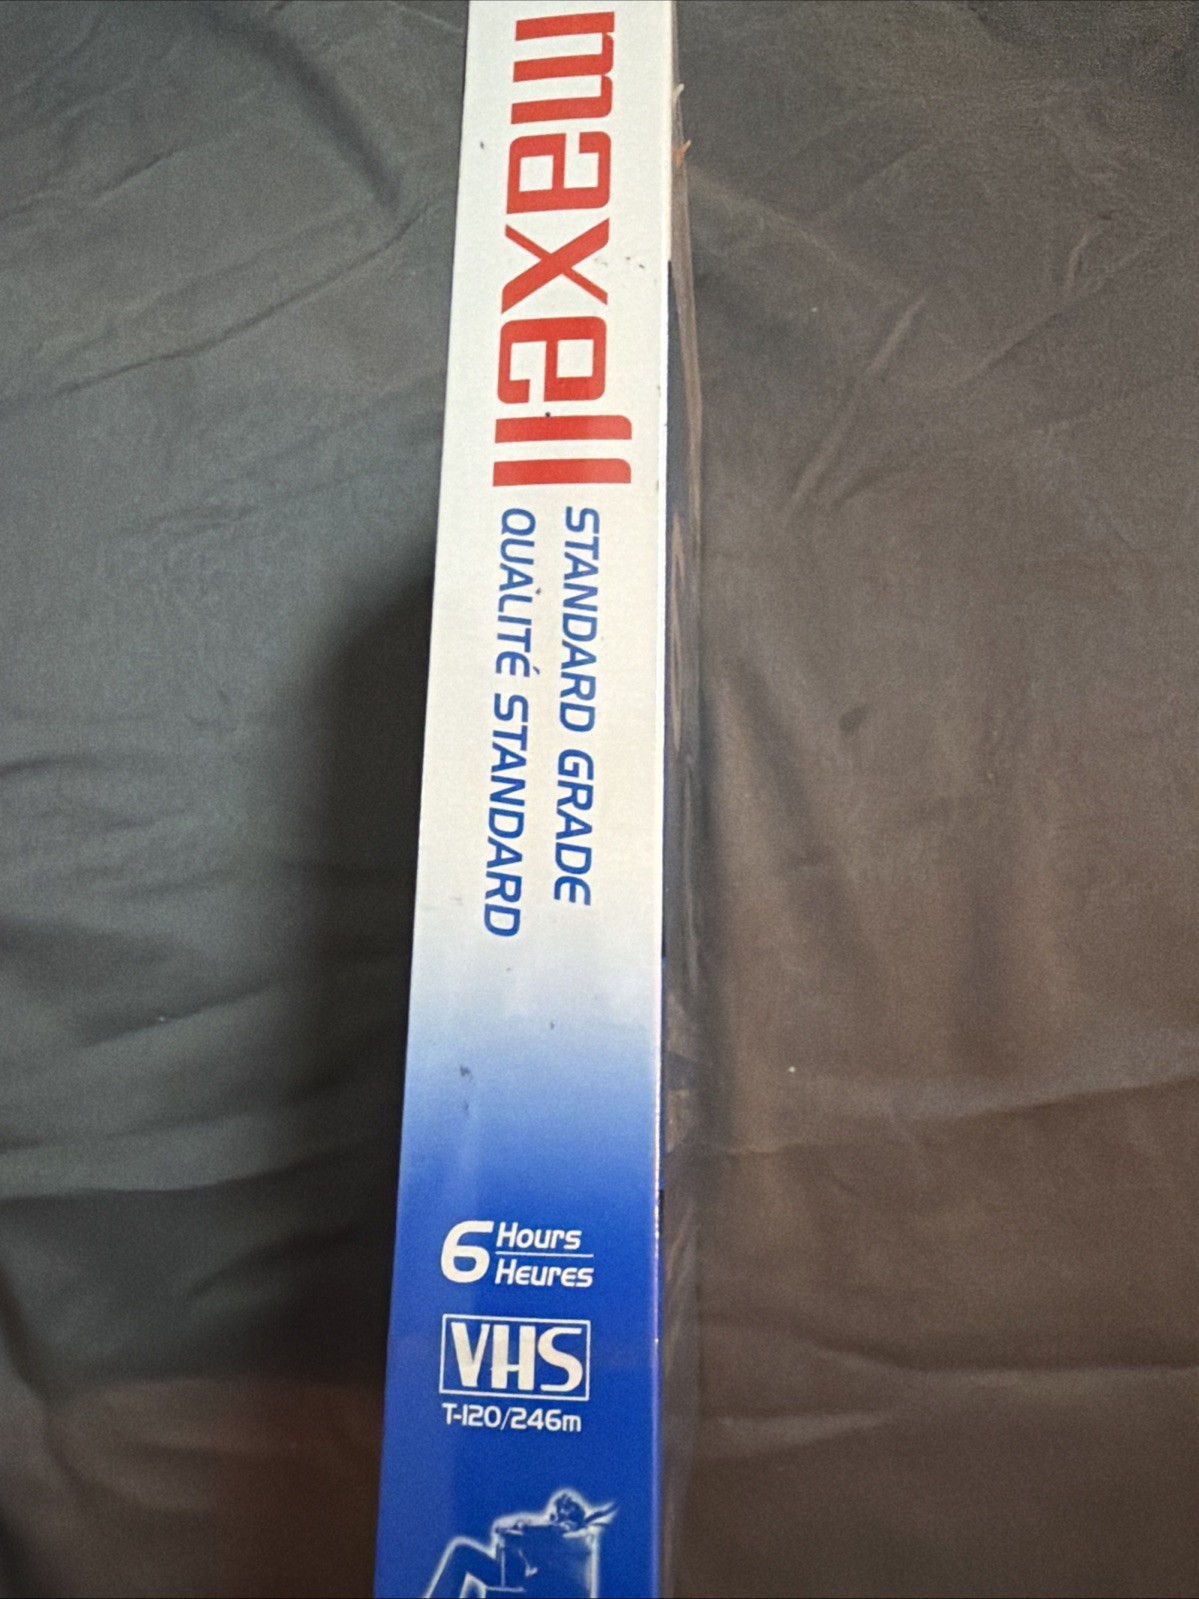 maxell
STANDARD GRADE
QUALITÉ STANDARD
6 Hours
Heures
VHS
T-120/246m